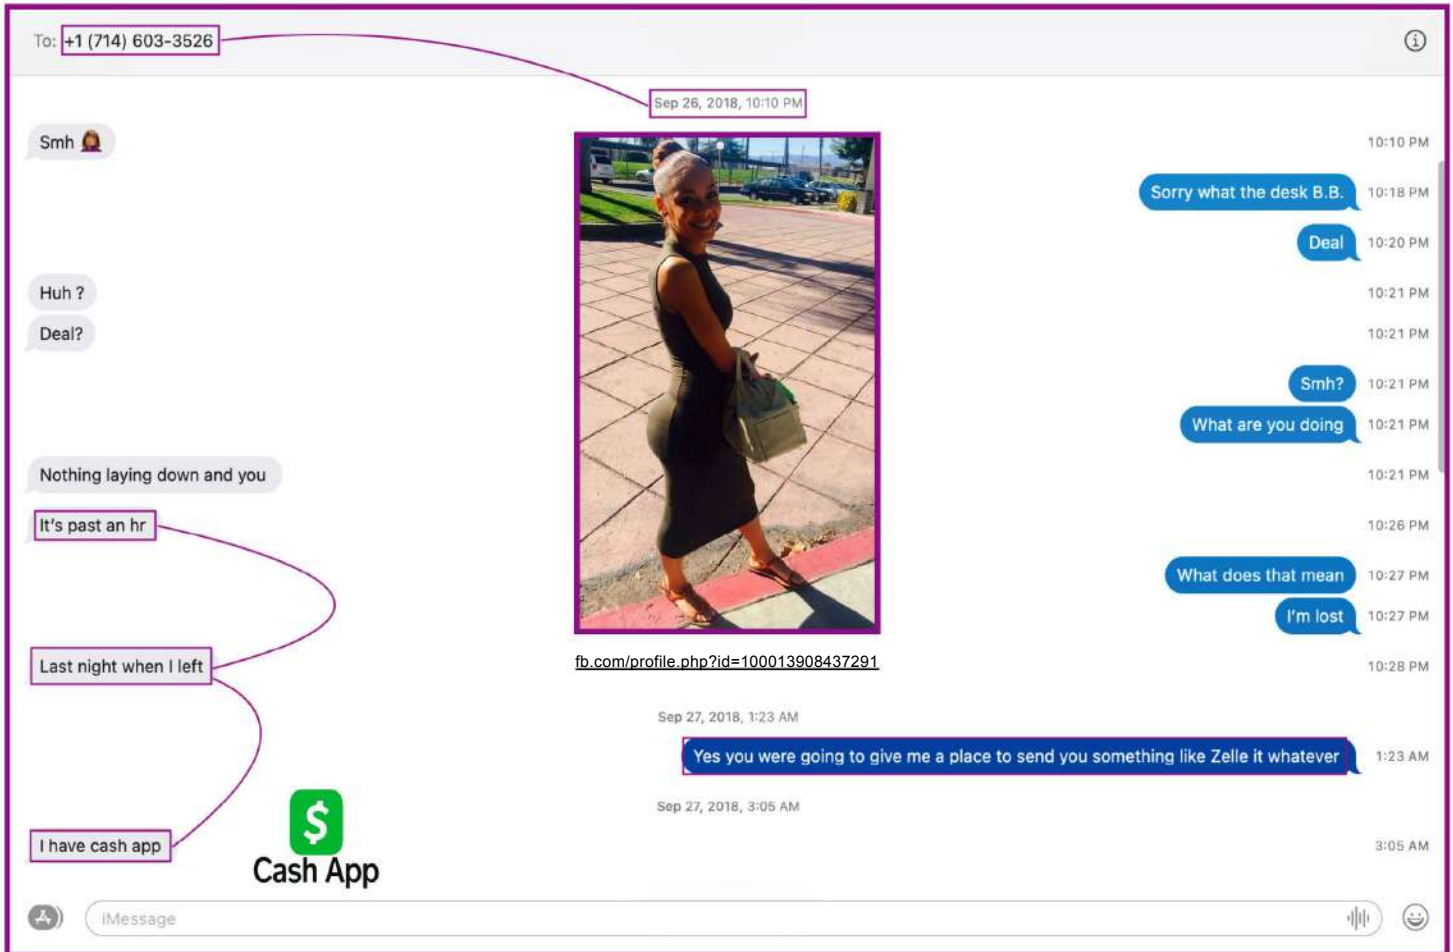 To: +1 (714) 603-3526
Sep 26, 2018, 10:10 PM
Smh 10:10 PM
Sorry what the desk B.B. 10:18 PM
Deal 10:20 PM
Huh ? 10:21 PM
Deal? 10:21 PM
Smh? 10:21 PM
What are you doing 10:21 PM
Nothing laying down and you 10:21 PM
It's past an hr 10:26 PM
What does that mean 10:27 PM
I'm lost 10:27 PM
Last night when I left 10:28 PM
fb.com/profile.php?id=100013908437291
Sep 27, 2018, 1:23 AM
Yes you were going to give me a place to send you something like Zelle it whatever 1:23 AM
Sep 27, 2018, 3:05 AM
I have cash app 3:05 AM
$
Cash App
iMessage